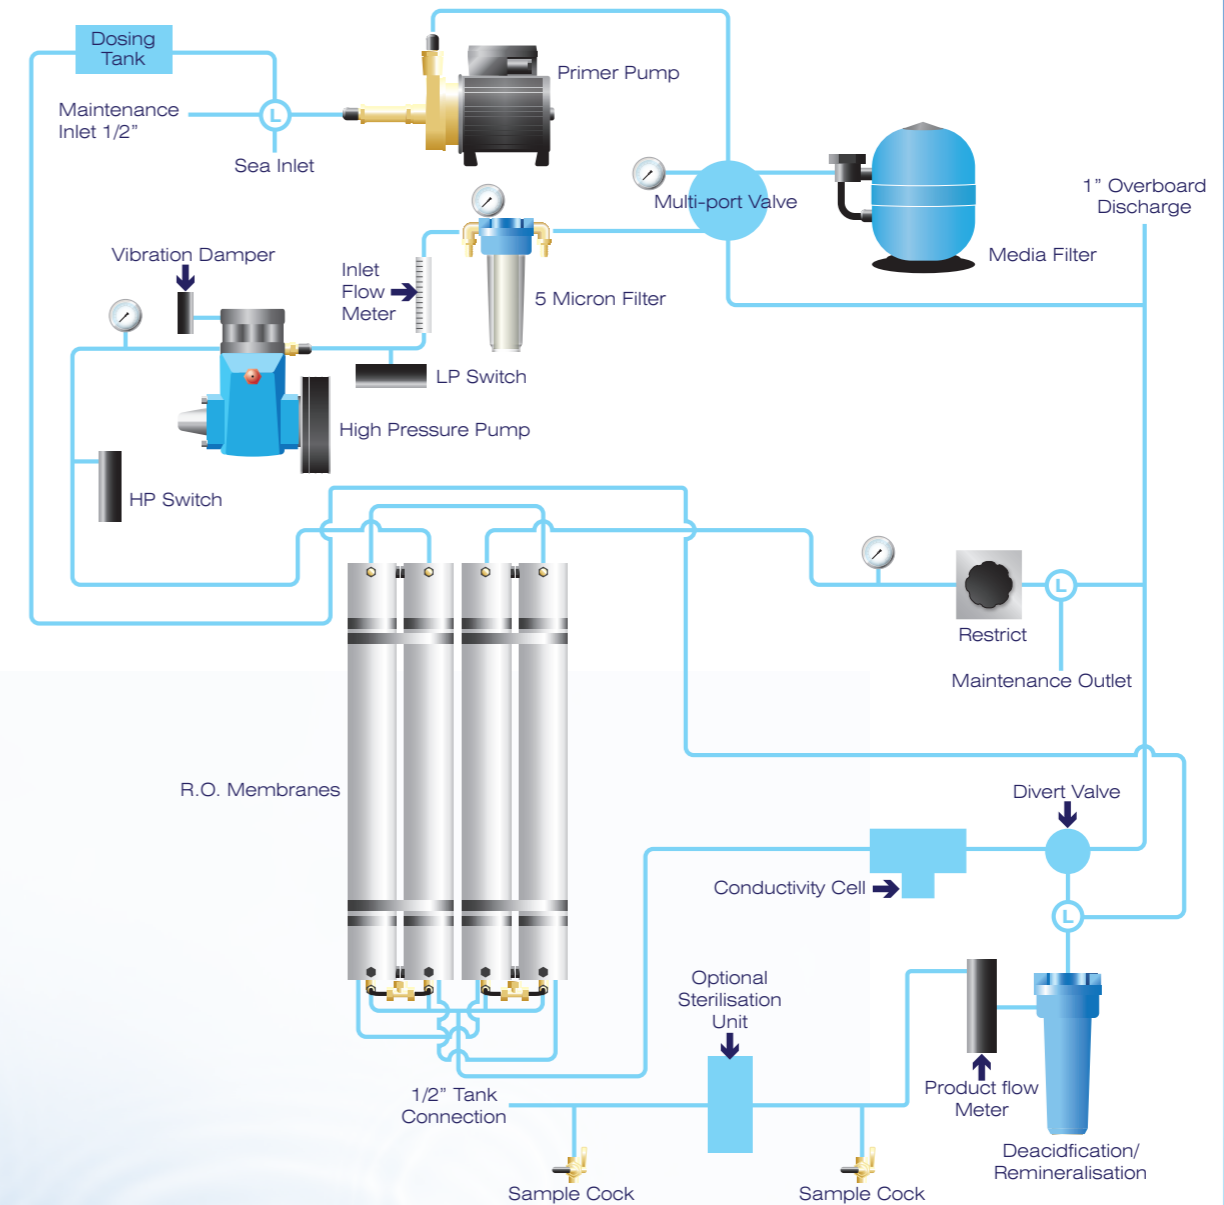 Dosing
Tank
Primer Pump
Maintenance
Inlet 1/2”
L
Sea Inlet
Multi-port Valve
1” Overboard
Discharge
Media Filter
Vibration Damper
Inlet
Flow
Meter
5 Micron Filter
LP Switch
High Pressure Pump
HP Switch
L
Restrict
Maintenance Outlet
R.O. Membranes
Divert Valve
Conductivity Cell
L
Optional
Sterilisation
Unit
1/2” Tank
Connection
Product flow
Meter
Deacidfication/
Remineralisation
Sample Cock
Sample Cock